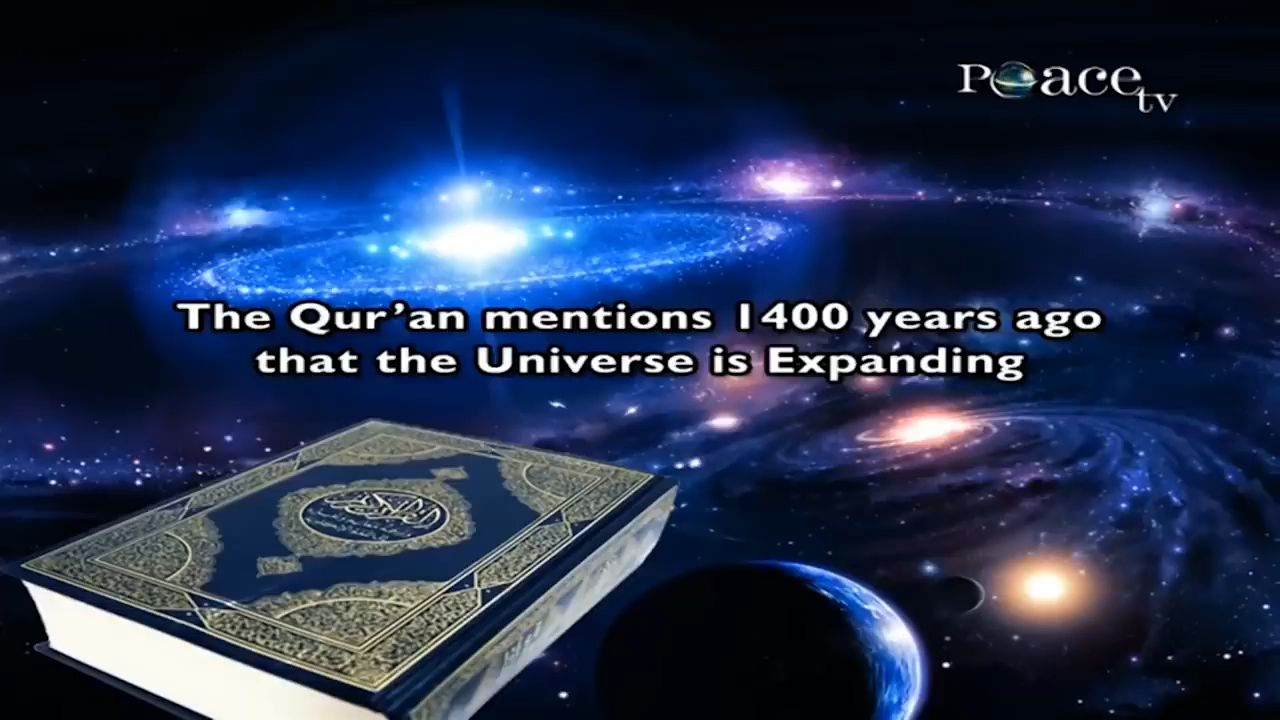 Peace tv
The Qur'an mentions 1400 years ago
that the Universe is Expanding